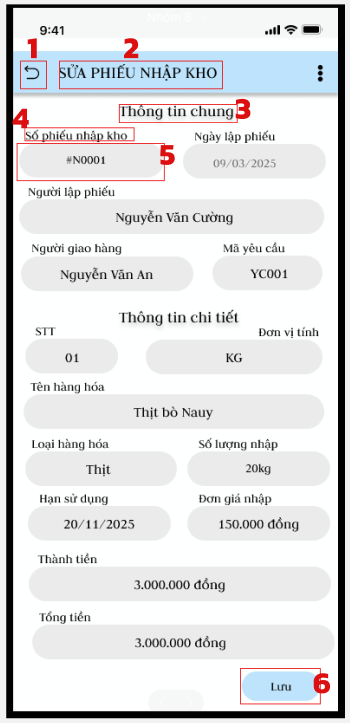 9:41
1
2
SỬA PHIẾU NHẬP KHO
Thông tin chung
3
4
Số phiếu nhập kho
Ngày lập phiếu
#N0001
5
09/03/2025
Người lập phiếu
Nguyễn Văn Cường
Người giao hàng
Mã yêu cầu
Nguyễn Văn An
YC001
Thông tin chi tiết
STT
Đơn vị tính
01
KG
Tên hàng hóa
Thịt bò Nauy
Loại hàng hóa
Số lượng nhập
Thịt
20kg
Hạn sử dụng
Đơn giá nhập
20/11/2025
150.000 đồng
Thành tiền
3.000.000 đồng
Tổng tiền
3.000.000 đồng
Lưu
6